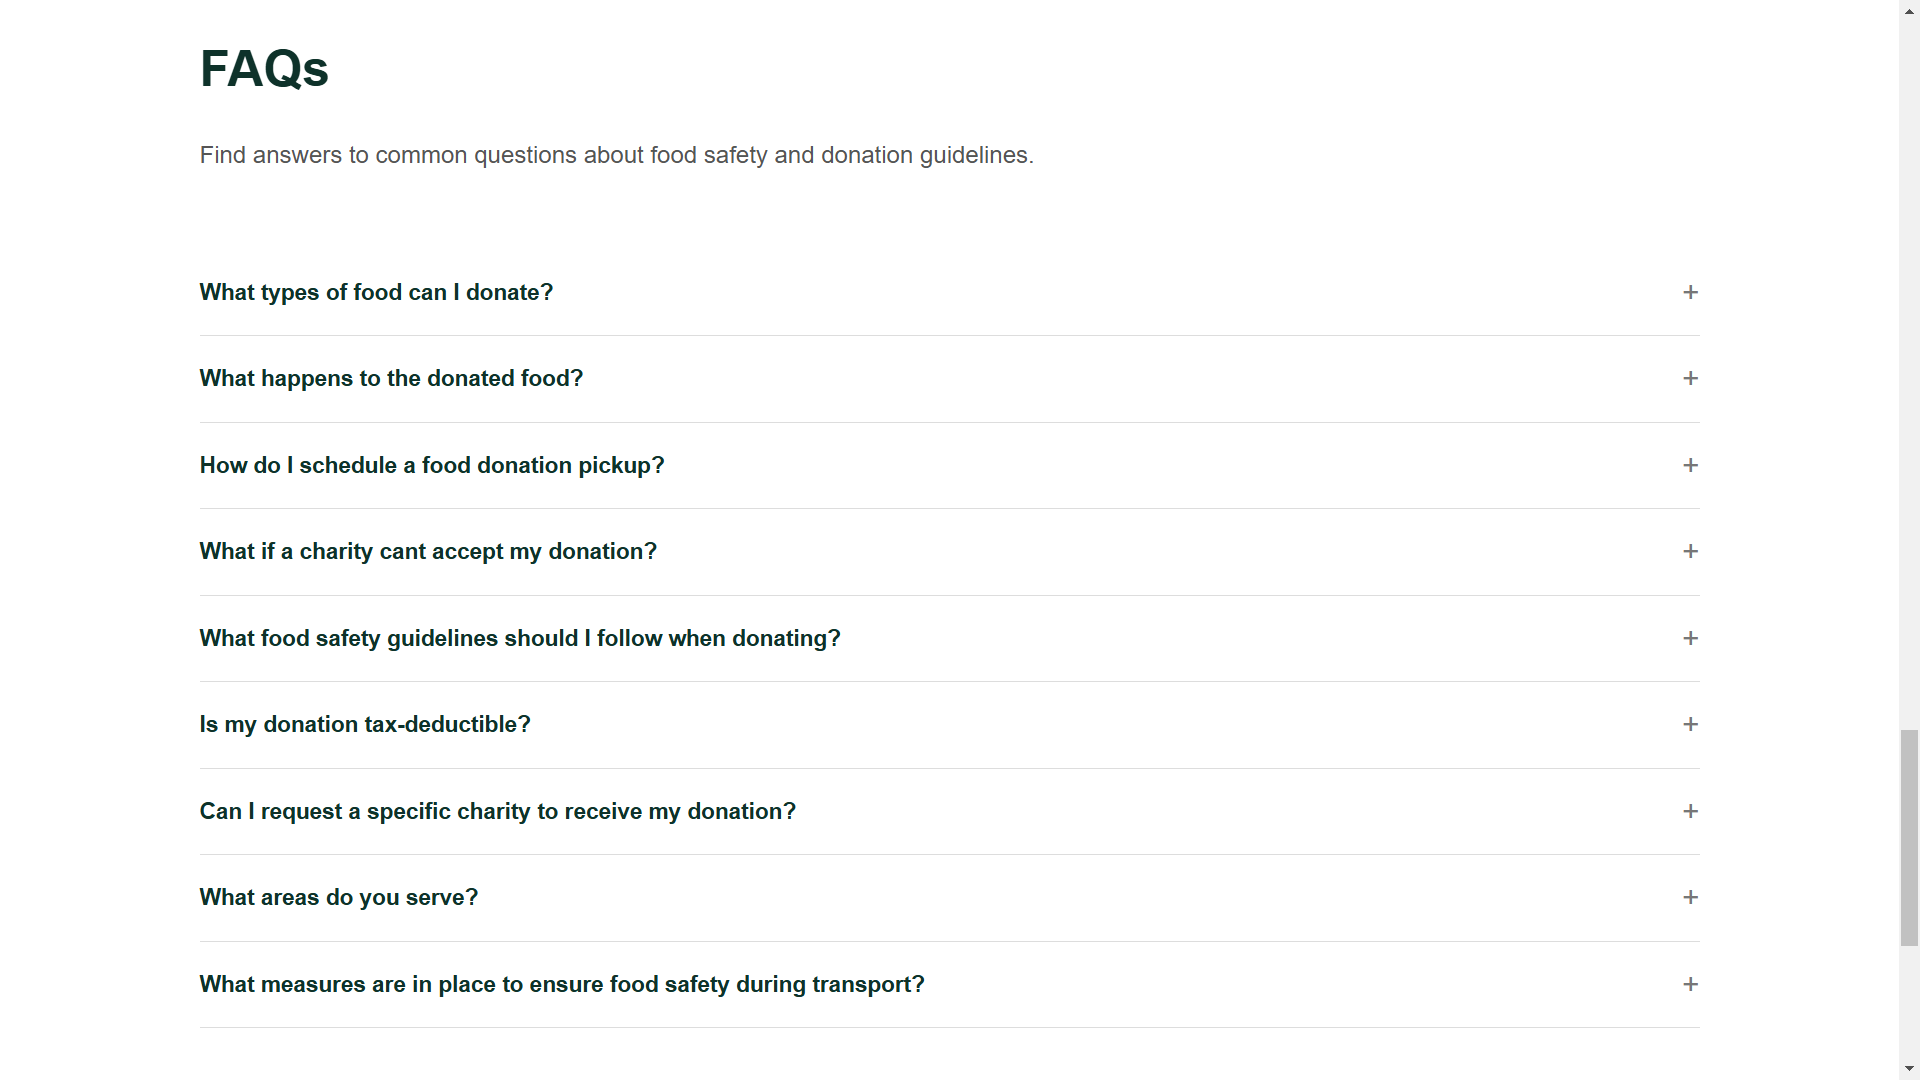 FAQs
Find answers to common questions about food safety and donation guidelines.
What types of food can I donate? +
What happens to the donated food? +
How do I schedule a food donation pickup? +
What if a charity cant accept my donation? +
What food safety guidelines should I follow when donating? +
Is my donation tax-deductible? +
Can I request a specific charity to receive my donation? +
What areas do you serve? +
What measures are in place to ensure food safety during transport? +